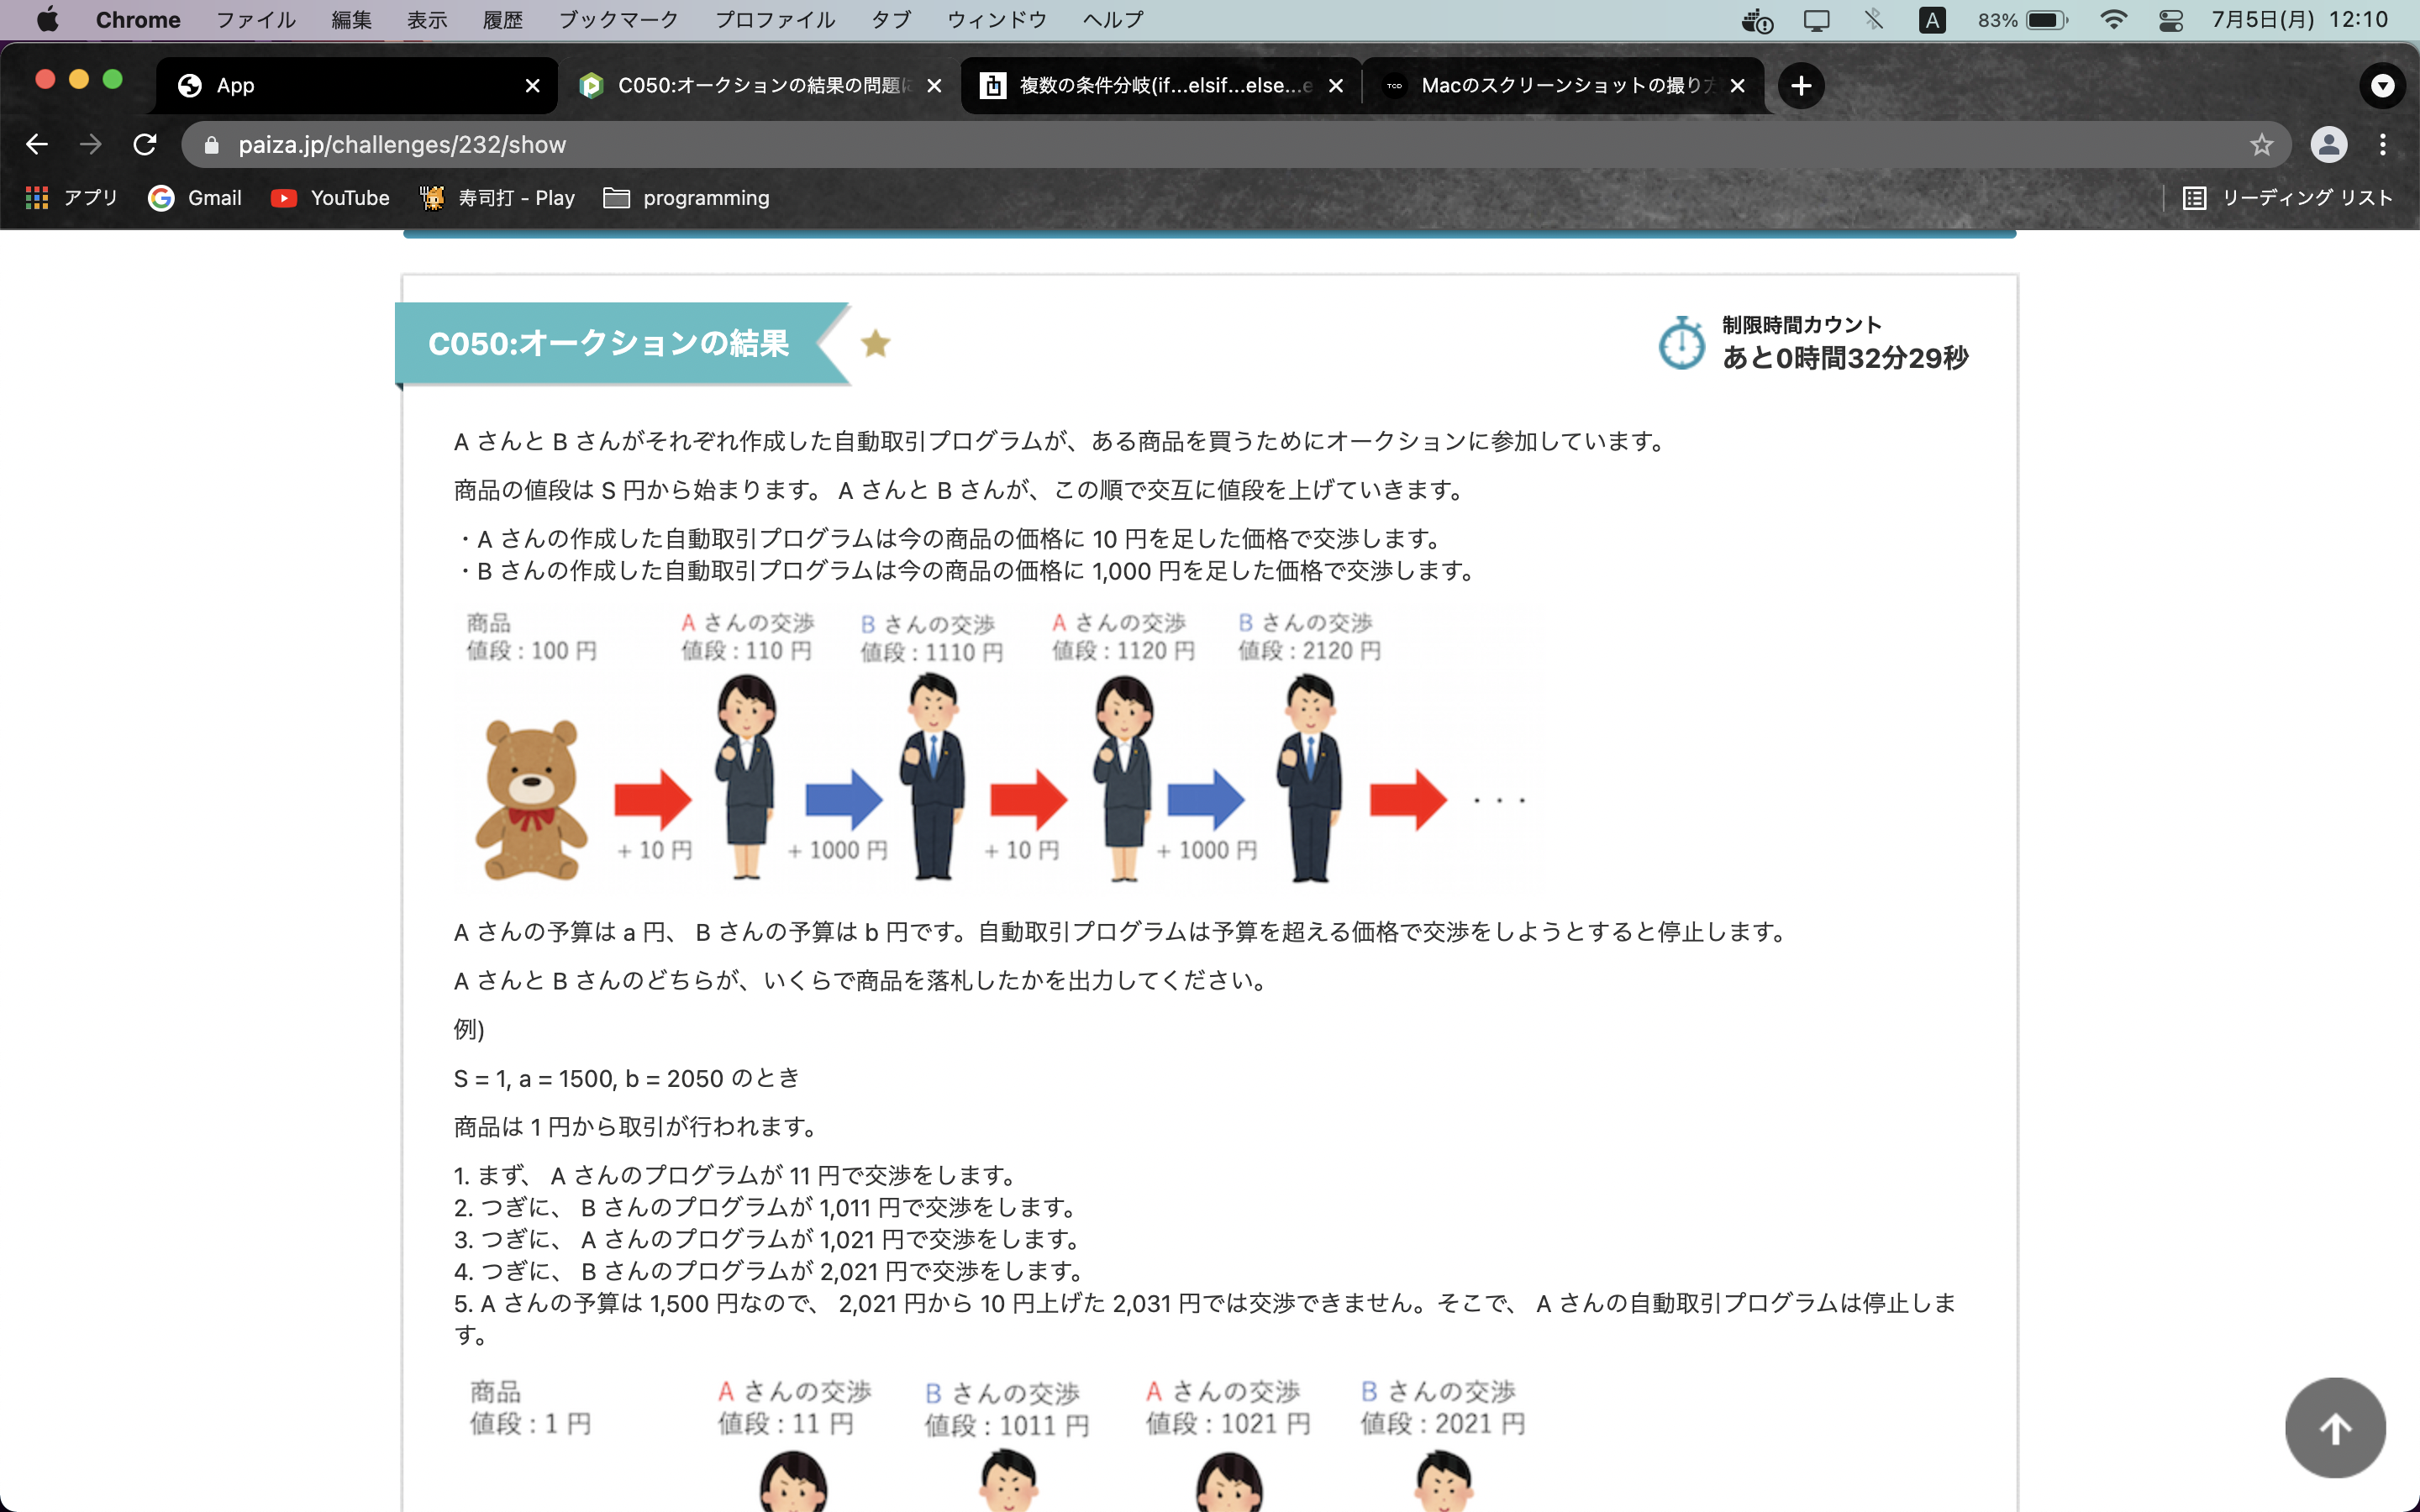 Chrome ファイル 編集 表示 履歴 ブックマーク プロファイル タブ ウィンドウ ヘルプ A 83% 7月5日(月) 12:10
App C050:オークションの結果の問題に 複数の条件分岐(if...elsif...else...e TCD Macのスクリーンショットの撮り方
paiza.jp/challenges/232/show
アプリ Gmail YouTube 寿司打 - Play programming リーディング リスト
C050:オークションの結果
制限時間カウント
あと0時間32分29秒
A さんと B さんがそれぞれ作成した自動取引プログラムが、ある商品を買うためにオークションに参加しています。
商品の値段は S 円から始まります。 A さんと B さんが、この順で交互に値段を上げていきます。
・A さんの作成した自動取引プログラムは今の商品の価格に 10 円を足した価格で交渉します。
・B さんの作成した自動取引プログラムは今の商品の価格に 1,000 円を足した価格で交渉します。
商品 A さんの交渉 B さんの交渉 A さんの交渉 B さんの交渉
値段 : 100 円 値段 : 110 円 値段 : 1110 円 値段 : 1120 円 値段 : 2120 円
+ 10 円 + 1000 円 + 10 円 + 1000 円 ・・・
A さんの予算は a 円、 B さんの予算は b 円です。自動取引プログラムは予算を超える価格で交渉をしようとすると停止します。
A さんと B さんのどちらが、いくらで商品を落札したかを出力してください。
例)
S = 1, a = 1500, b = 2050 のとき
商品は 1 円から取引が行われます。
1. まず、 A さんのプログラムが 11 円で交渉をします。
2. つぎに、 B さんのプログラムが 1,011 円で交渉をします。
3. つぎに、 A さんのプログラムが 1,021 円で交渉をします。
4. つぎに、 B さんのプログラムが 2,021 円で交渉をします。
5. A さんの予算は 1,500 円なので、 2,021 円から 10 円上げた 2,031 円では交渉できません。そこで、 A さんの自動取引プログラムは停止しま
す。
商品 A さんの交渉 B さんの交渉 A さんの交渉 B さんの交渉
値段 : 1 円 値段 : 11 円 値段 : 1011 円 値段 : 1021 円 値段 : 2021 円